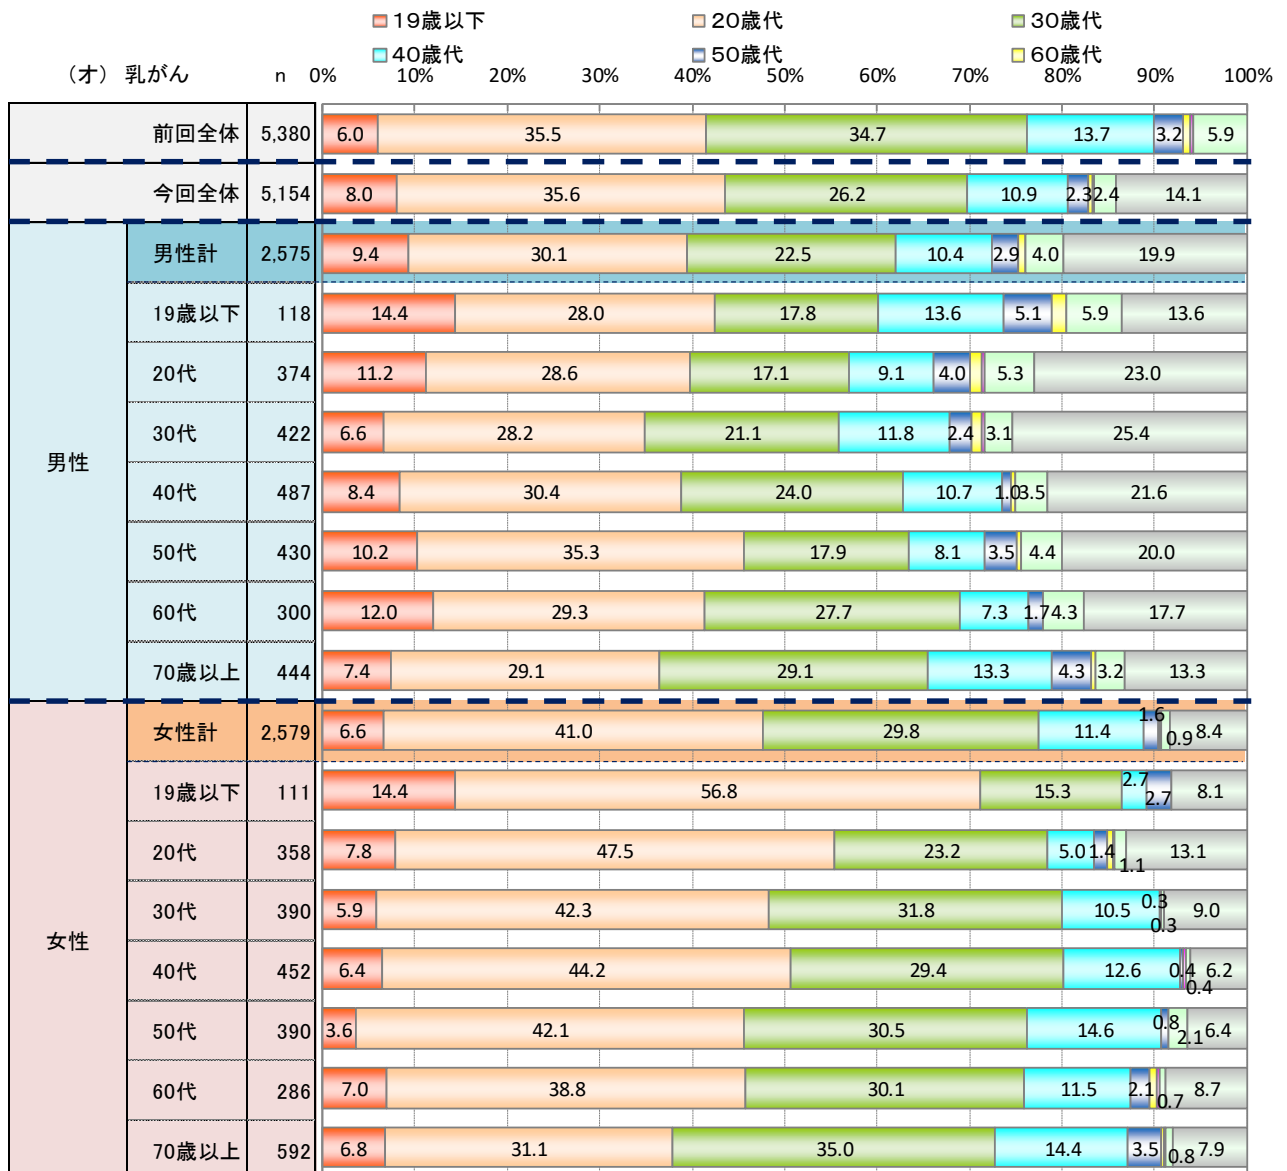 19歳以下 20歳代 30歳代
40歳代 50歳代 60歳代
（オ） 乳がん n 0% 10% 20% 30% 40% 50% 60% 70% 80% 90% 100%
前回全体 5,380 6.0 35.5 34.7 13.7 3.2 5.9
今回全体 5,154 8.0 35.6 26.2 10.9 2.3 2.4 14.1
男性計 2,575 9.4 30.1 22.5 10.4 2.9 4.0 19.9
19歳以下 118 14.4 28.0 17.8 13.6 5.1 5.9 13.6
20代 374 11.2 28.6 17.1 9.1 4.0 5.3 23.0
30代 422 6.6 28.2 21.1 11.8 2.4 3.1 25.4
男性
40代 487 8.4 30.4 24.0 10.7 1.0 3.5 21.6
50代 430 10.2 35.3 17.9 8.1 3.5 4.4 20.0
60代 300 12.0 29.3 27.7 7.3 1.7 4.3 17.7
70歳以上 444 7.4 29.1 29.1 13.3 4.3 3.2 13.3
女性計 2,579 6.6 41.0 29.8 11.4 1.6 0.9 8.4
19歳以下 111 14.4 56.8 15.3 2.7 2.7 8.1
20代 358 7.8 47.5 23.2 5.0 1.4 1.1 13.1
30代 390 5.9 42.3 31.8 10.5 0.3 0.3 9.0
女性
40代 452 6.4 44.2 29.4 12.6 0.4 0.4 6.2
50代 390 3.6 42.1 30.5 14.6 0.8 2.1 6.4
60代 286 7.0 38.8 30.1 11.5 2.1 0.7 8.7
70歳以上 592 6.8 31.1 35.0 14.4 3.5 0.8 7.9